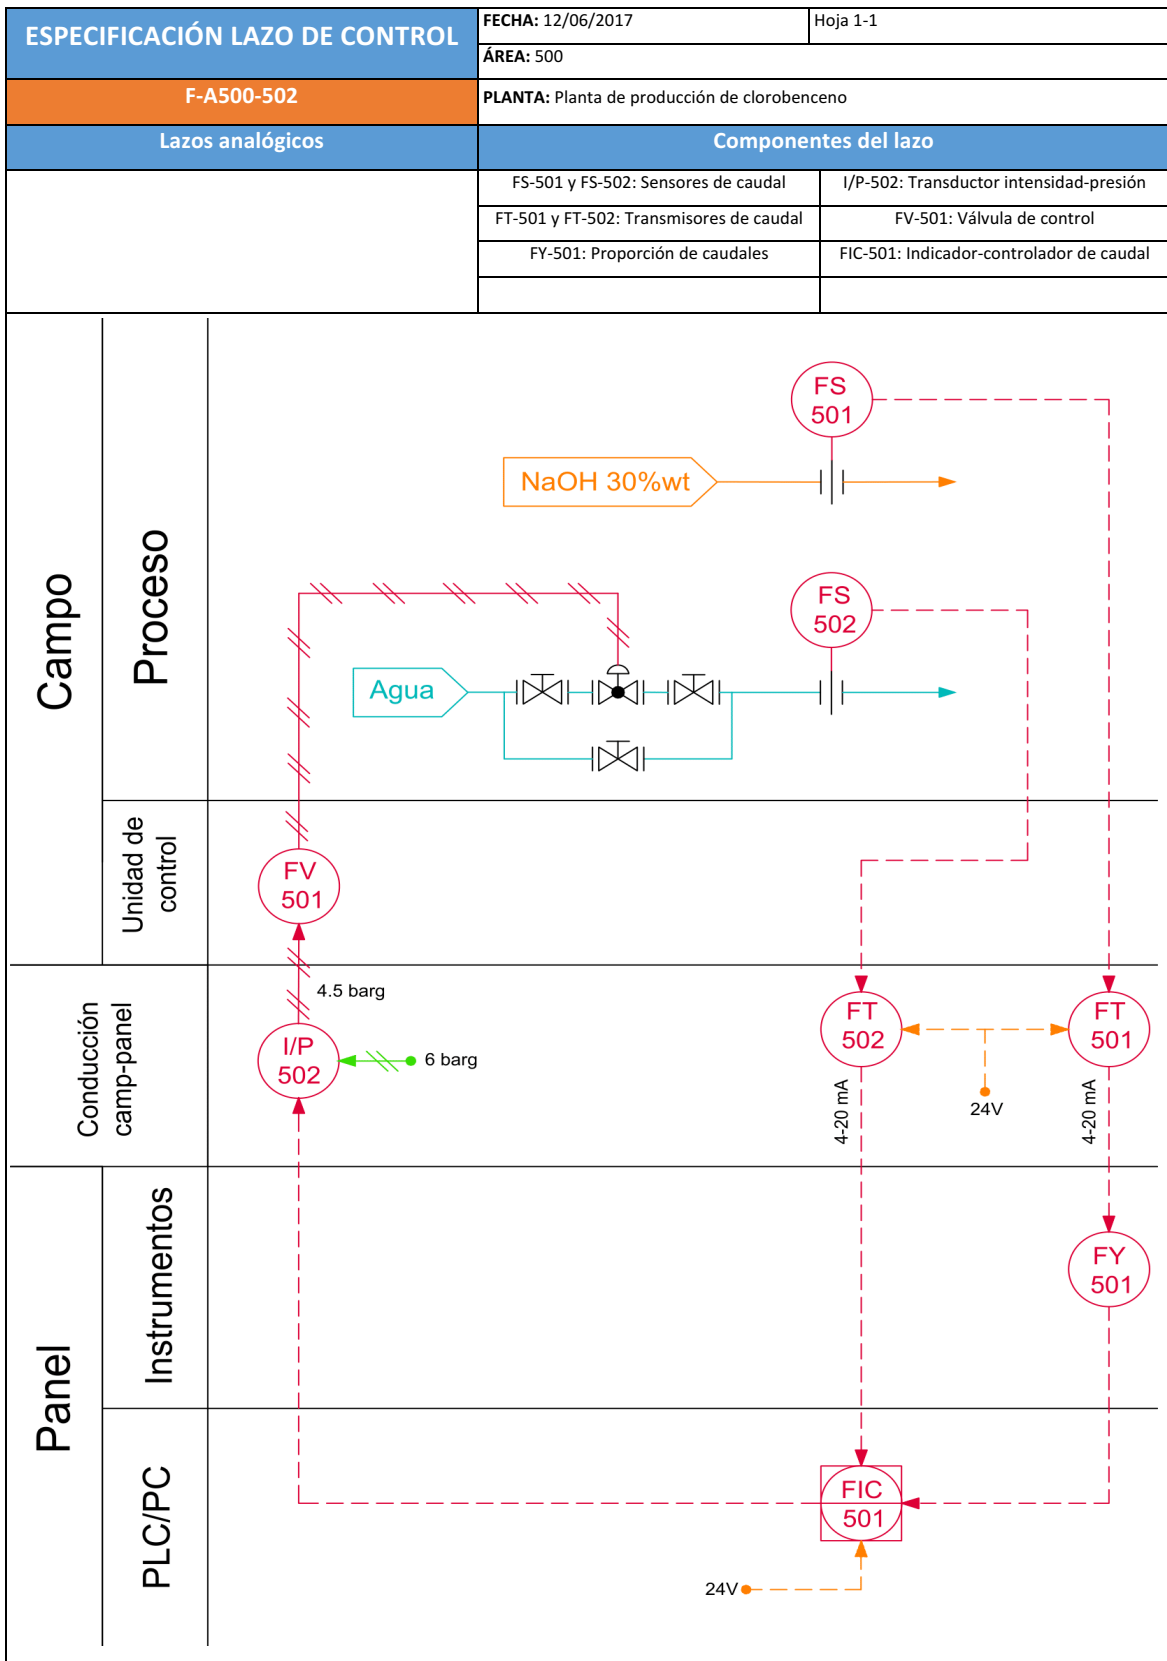 ESPECIFICACIÓN LAZO DE CONTROL
FECHA: 12/06/2017
Hoja 1-1
ÁREA: 500
F-A500-502
PLANTA: Planta de producción de clorobenceno
Lazos analógicos
Componentes del lazo
FS-501 y FS-502: Sensores de caudal
I/P-502: Transductor intensidad-presión
FT-501 y FT-502: Transmisores de caudal
FV-501: Válvula de control
FY-501: Proporción de caudales
FIC-501: Indicador-controlador de caudal
Campo
Proceso
FS
501
NaOH 30%wt
FS
502
Agua
Unidad de
control
FV
501
Conducción
camp-panel
4.5 barg
I/P
502
6 barg
FT
502
FT
501
24V
4-20 mA
4-20 mA
Panel
Instrumentos
FY
501
PLC/PC
FIC
501
24V